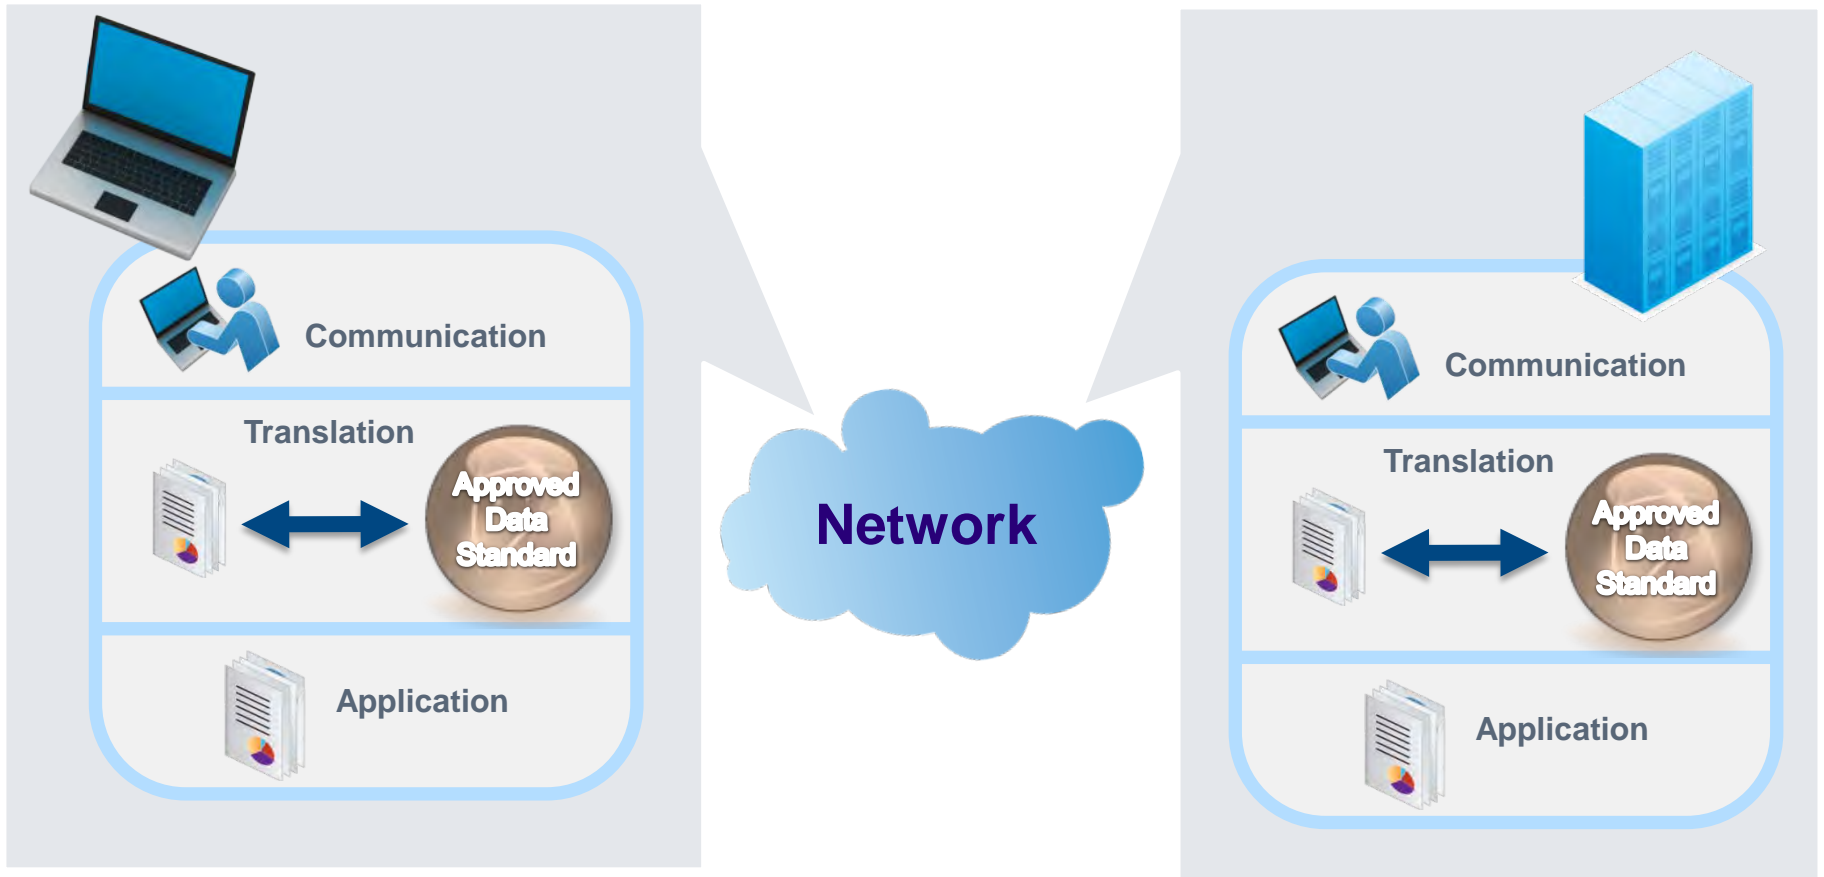 Communication
Translation
Approved
Data
Standard
Application
Network
Communication
Translation
Approved
Data
Standard
Application